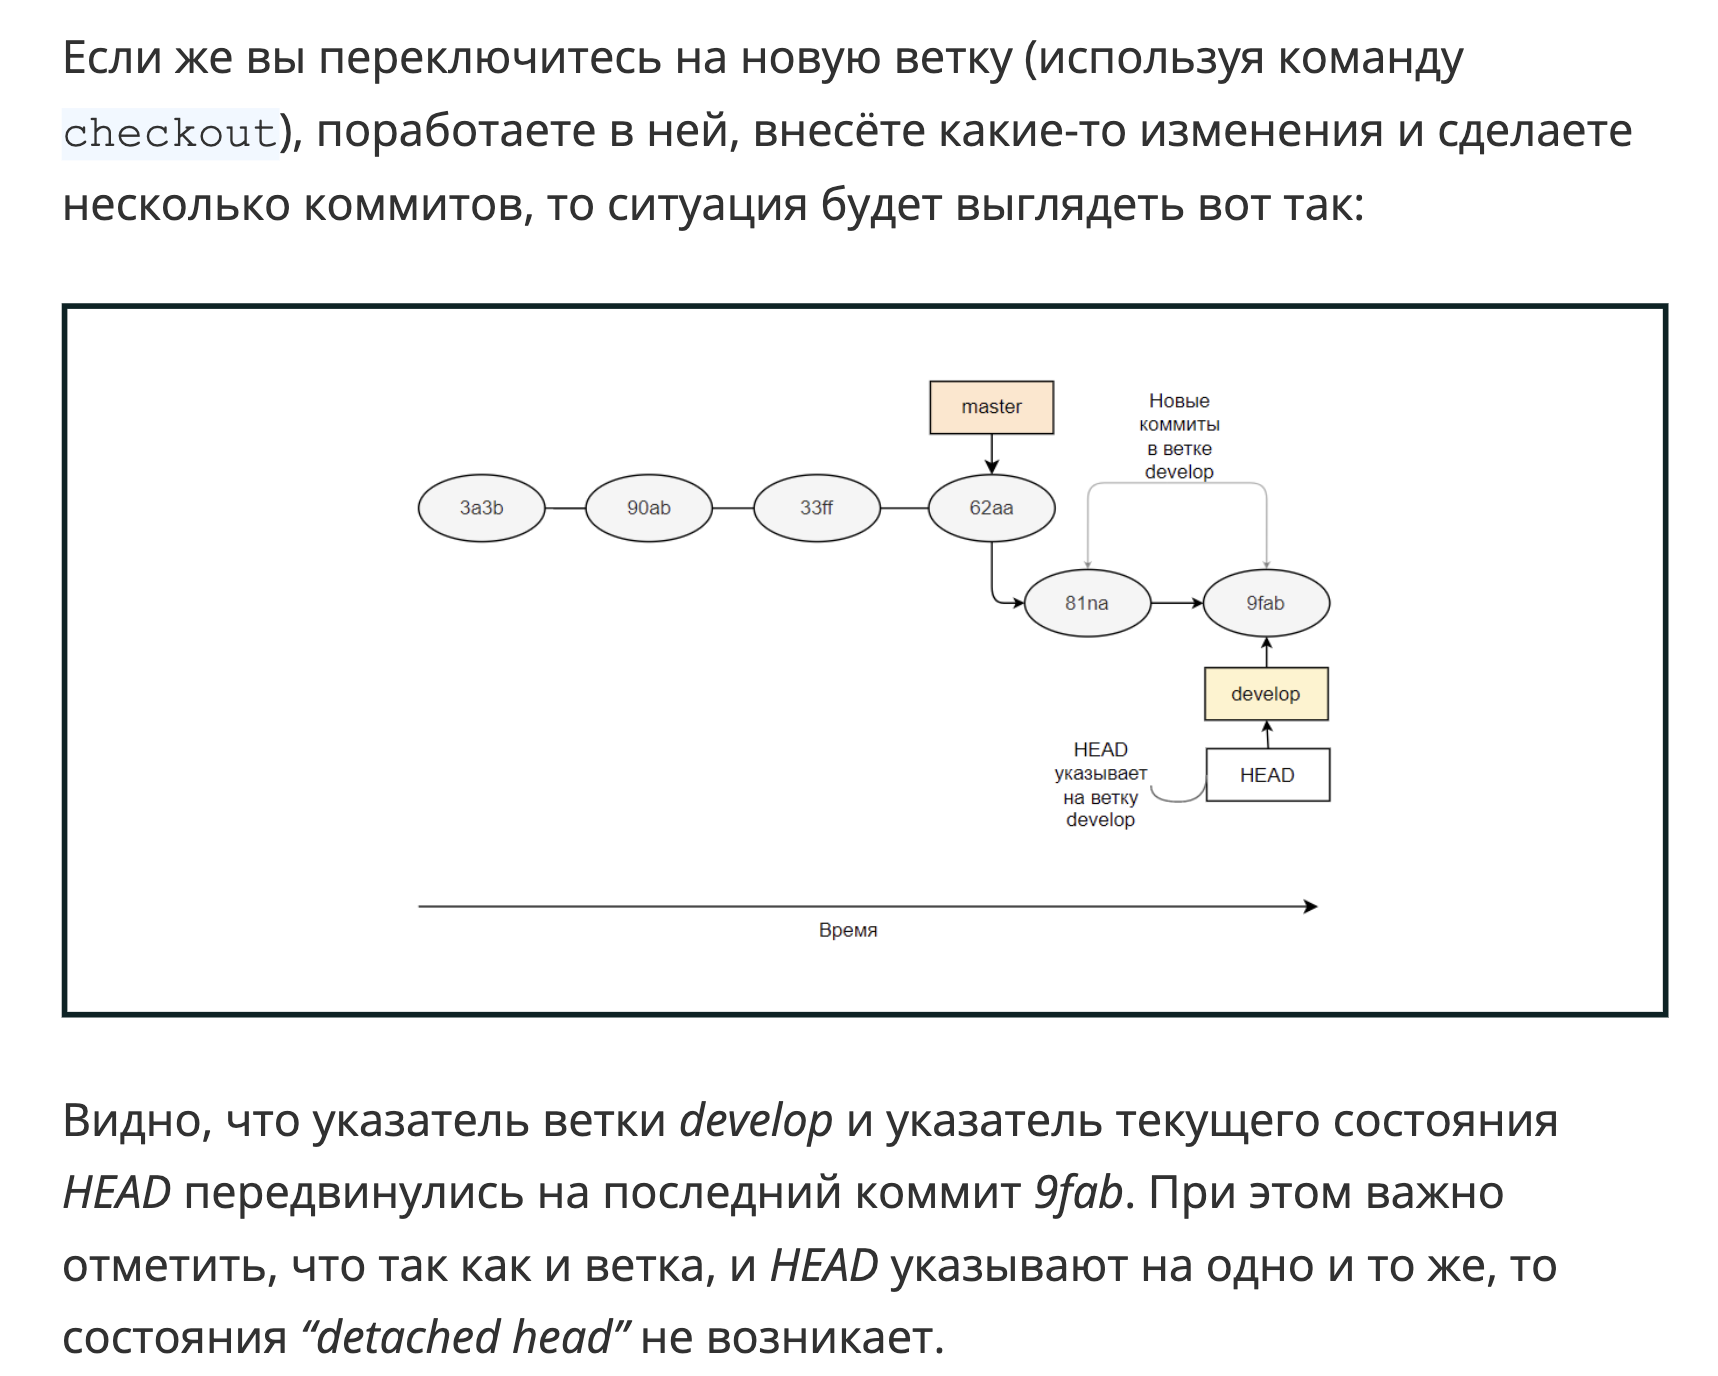 Если же вы переключитесь на новую ветку (используя команду
checkout), поработаете в ней, внесёте какие-то изменения и сделаете
несколько коммитов, то ситуация будет выглядеть вот так:
master
Новые
коммиты
в ветке
develop
3a3b
90ab
33ff
62aa
81na
9fab
develop
HEAD
указывает
на ветку
develop
HEAD
Время
Видно, что указатель ветки develop и указатель текущего состояния
HEAD передвинулись на последний коммит 9fab. При этом важно
отметить, что так как и ветка, и HEAD указывают на одно и то же, то
состояния “detached head” не возникает.